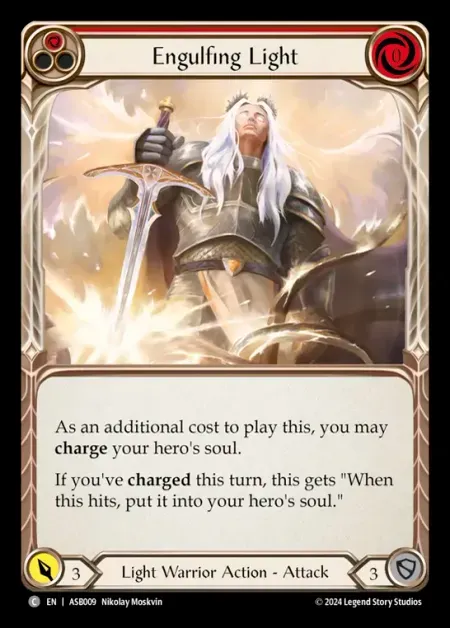 Engulfing Light
0
As an additional cost to play this, you may
charge your hero's soul.
If you've charged this turn, this gets "When
this hits, put it into your hero's soul."
3 Light Warrior Action - Attack 3
C EN | ASB009 Nikolay Moskvin © 2024 Legend Story Studios